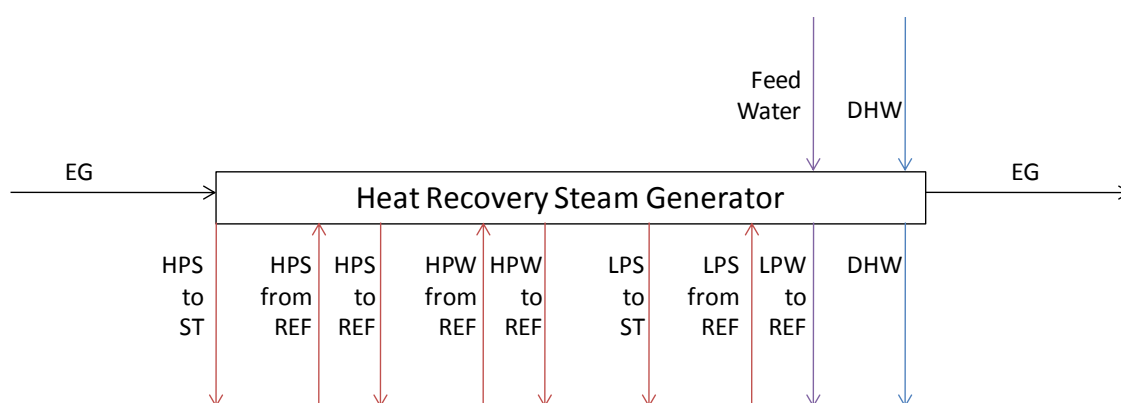 Feed
Water
DHW
EG
Heat Recovery Steam Generator
EG
HPS
to
ST
HPS
from
REF
HPS
to
REF
HPW
from
REF
HPW
to
REF
LPS
to
ST
LPS
from
REF
LPW
to
REF
DHW